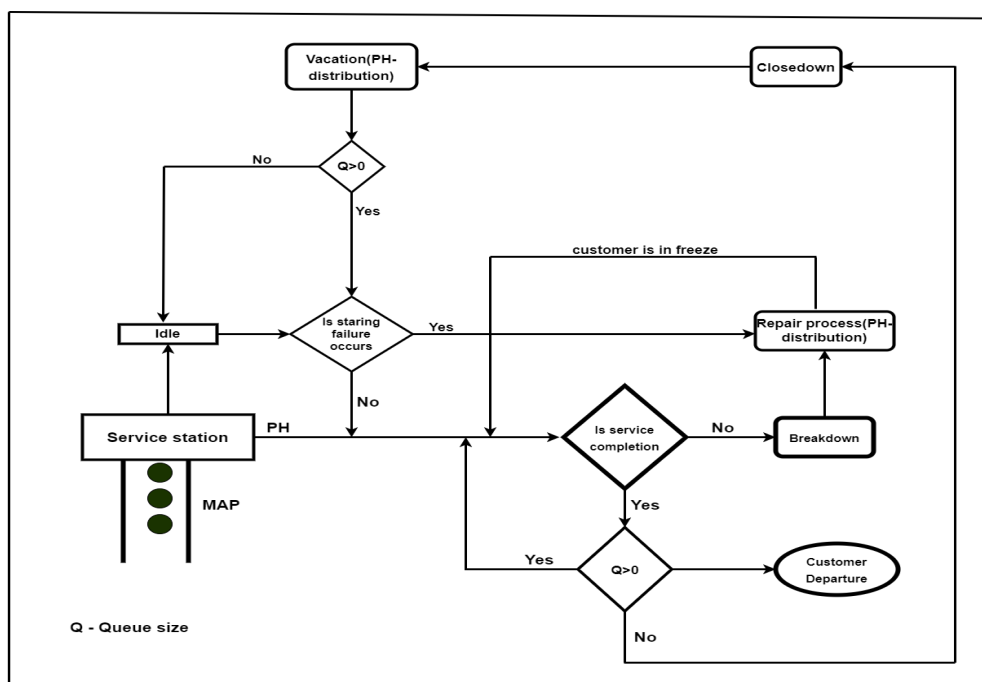 Vacation(PH-
distribution)
Closedown
No
Q>0
Yes
customer is in freeze
Idle
Is staring
failure
occurs
Yes
Repair process(PH-
distribution)
No
Service station
PH
Is service
completion
No
Breakdown
MAP
Yes
Yes
Q>0
Customer
Departure
Q - Queue size
No